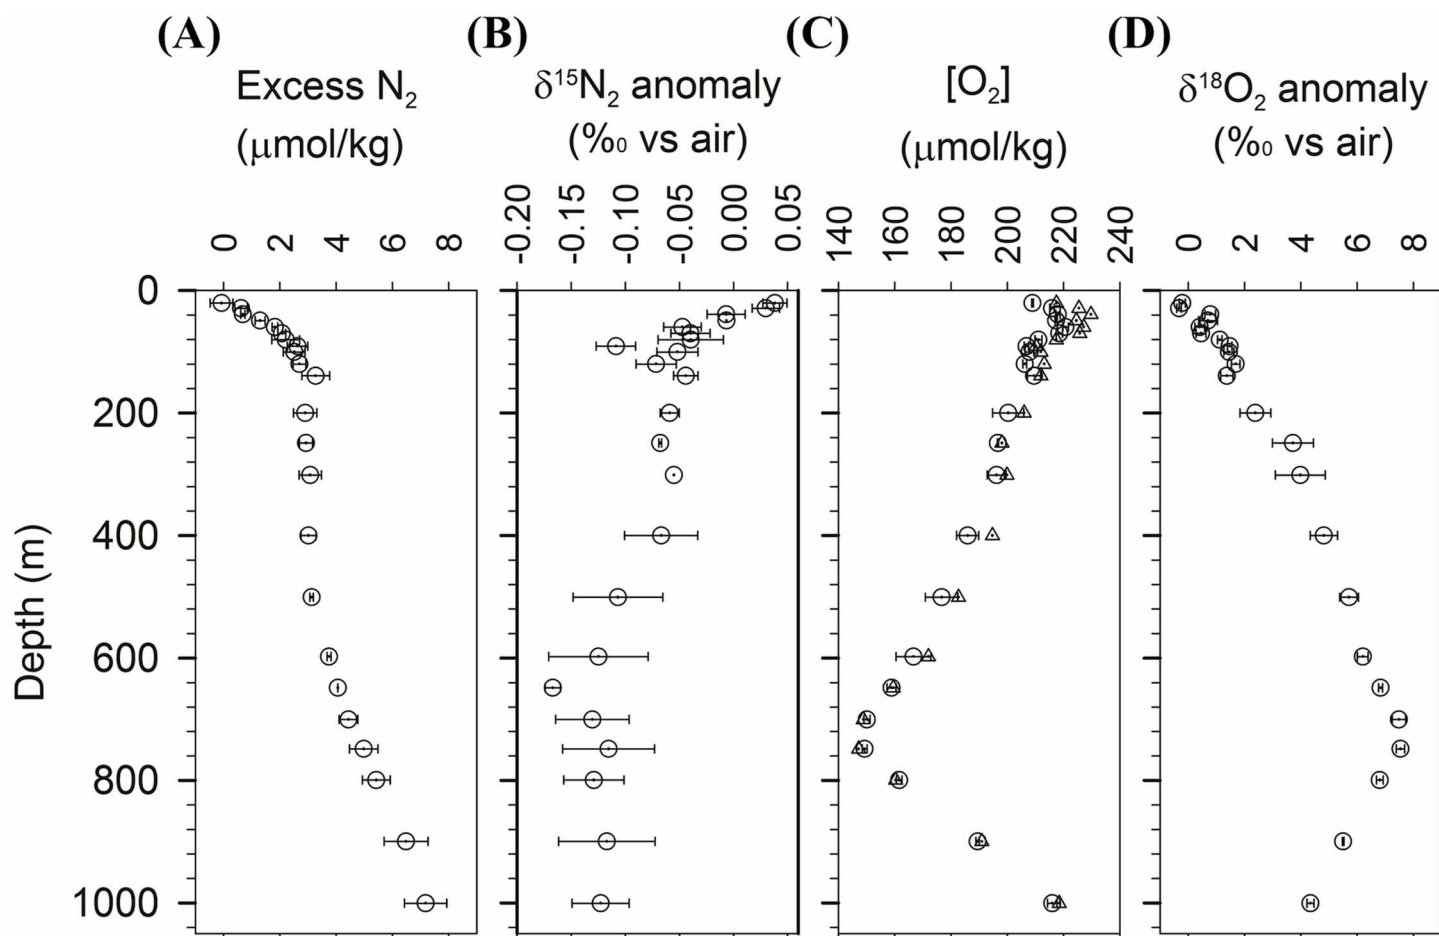 (A)
Excess N₂
(μmol/kg)
0 2 4 6 8
(B)
δ¹⁵N₂ anomaly
(‰ vs air)
-0.20 -0.15 -0.10 -0.05 0.00 0.05
(C)
[O₂]
(μmol/kg)
140 160 180 200 220 240
(D)
δ¹⁸O₂ anomaly
(‰ vs air)
0 2 4 6 8
Depth (m)
0
200
400
600
800
1000